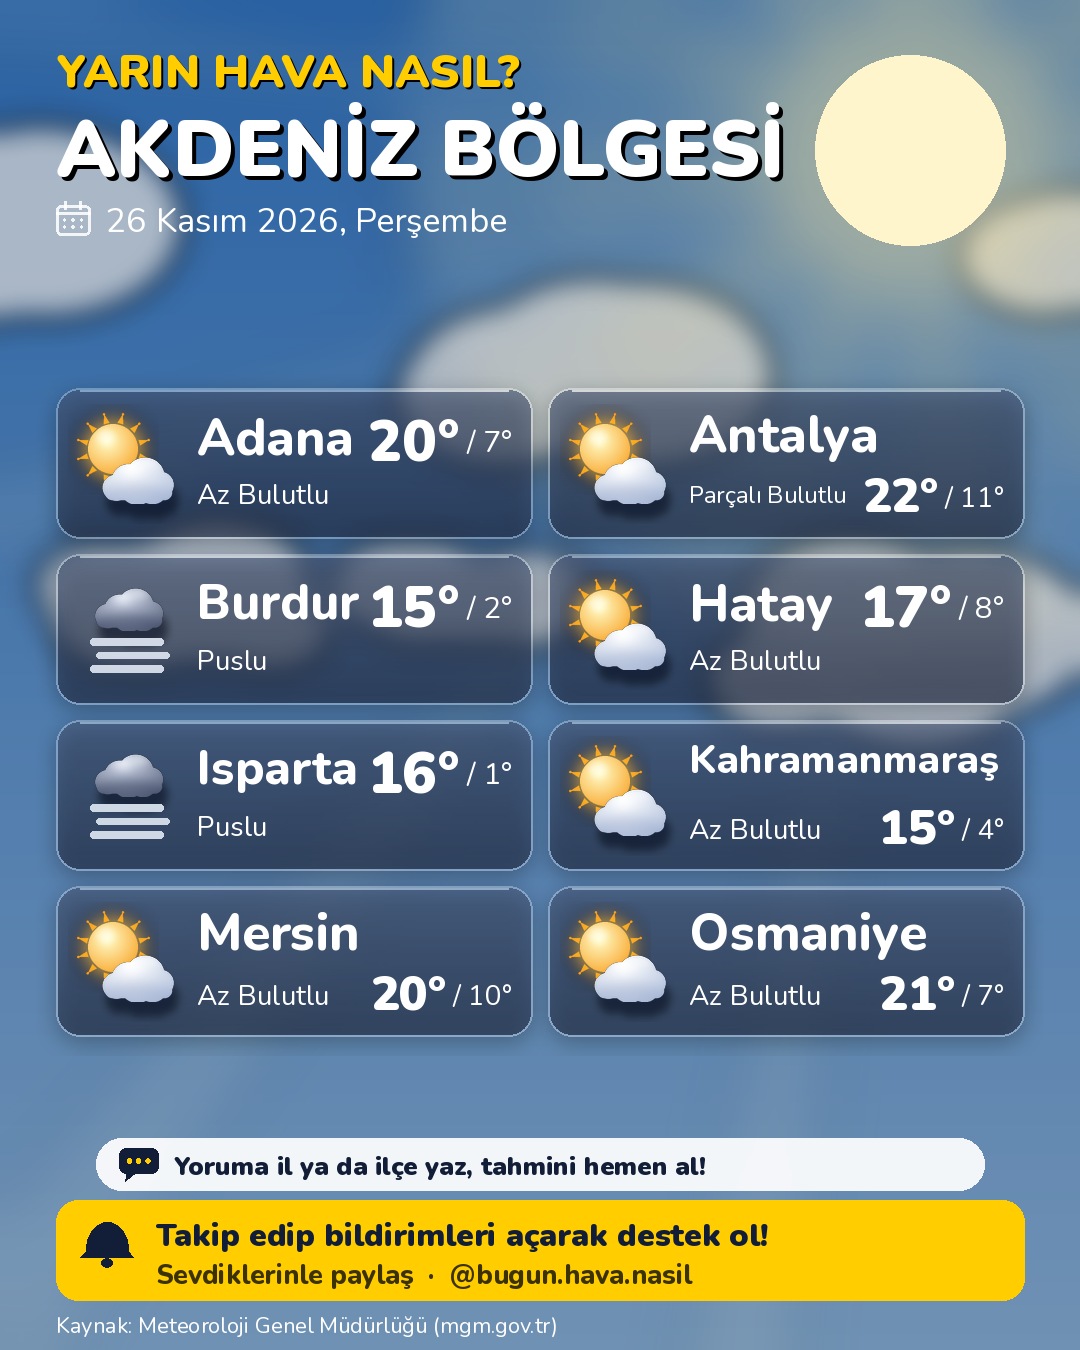 YARIN HAVA NASIL?
AKDENİZ BÖLGESİ
26 Kasım 2026, Perşembe
Adana 20° / 7°
Az Bulutlu
Antalya
Parçalı Bulutlu 22° / 11°
Burdur 15° / 2°
Puslu
Hatay 17° / 8°
Az Bulutlu
Isparta 16° / 1°
Puslu
Kahramanmaraş
Az Bulutlu 15° / 4°
Mersin
Az Bulutlu 20° / 10°
Osmaniye
Az Bulutlu 21° / 7°
Yoruma il ya da ilçe yaz, tahmini hemen al!
Takip edip bildirimleri açarak destek ol!
Sevdiklerinle paylaş · @bugun.hava.nasil
Kaynak: Meteoroloji Genel Müdürlüğü (mgm.gov.tr)